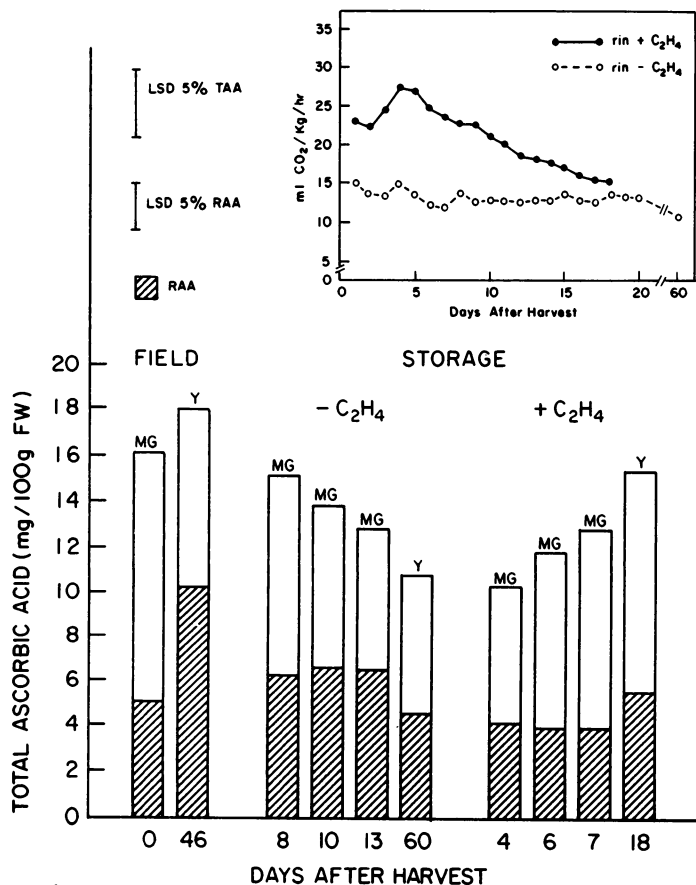 35
30
25
20
15
10
5
0
ml CO₂/Kg/hr
rin + C₂H₄
rin - C₂H₄
0 5 10 15 20 60
Days After Harvest
LSD 5% TAA
LSD 5% RAA
RAA
FIELD STORAGE
- C₂H₄ + C₂H₄
20
18
16
14
12
10
8
6
4
2
0
TOTAL ASCORBIC ACID (mg/100g FW)
MG Y MG MG MG Y MG MG MG Y
0 46 8 10 13 60 4 6 7 18
DAYS AFTER HARVEST